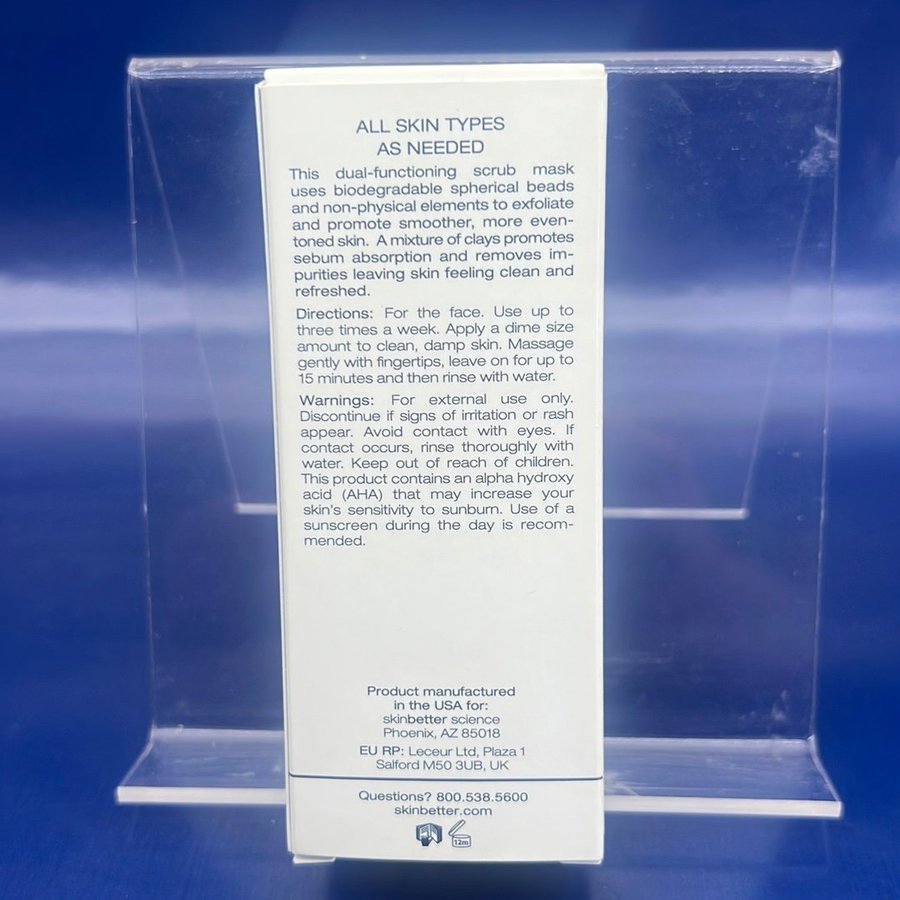 ALL SKIN TYPES
AS NEEDED
This dual-functioning scrub mask
uses biodegradable spherical beads
and non-physical elements to exfoliate
and promote smoother, more even-
toned skin. A mixture of clays promotes
sebum absorption and removes im-
purities leaving skin feeling clean and
refreshed.
Directions: For the face. Use up to
three times a week. Apply a dime size
amount to clean, damp skin. Massage
gently with fingertips, leave on for up to
15 minutes and then rinse with water.
Warnings: For external use only.
Discontinue if signs of irritation or rash
appear. Avoid contact with eyes. If
contact occurs, rinse thoroughly with
water. Keep out of reach of children.
This product contains an alpha hydroxy
acid (AHA) that may increase your
skin's sensitivity to sunburn. Use of a
sunscreen during the day is recom-
mended.
Product manufactured
in the USA for:
skinbetter science
Phoenix, AZ 85018
EU RP: Leceur Ltd, Plaza 1
Salford M50 3UB, UK
Questions? 800.538.5600
skinbetter.com
12m